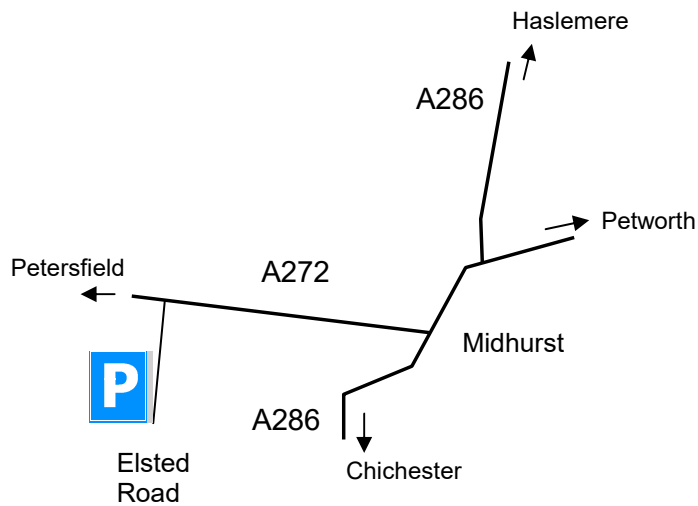 Haslemere
A286
Petworth
Petersfield
A272
Midhurst
P
A286
Elsted
Road
Chichester